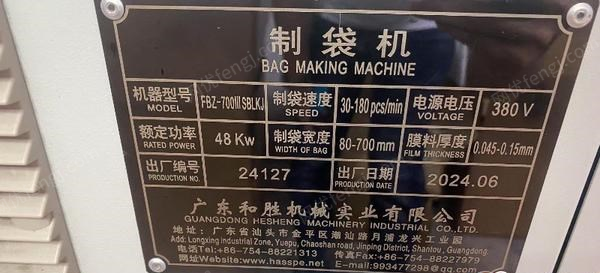 制袋机
BAG MAKING MACHINE
机器型号 MODEL FBZ-700ⅢSBLKJ 制袋速度 SPEED 30-180 pcs/min 电源电压 VOLTAGE 380 V
额定功率 RATED POWER 48 Kw 制袋宽度 WIDTH OF BAG 80-700 mm 膜料厚度 FILM THICKNESS 0.045-0.15mm
出厂编号 PRODUCTION NO. 24127 出厂日期 PRODUCTION DATE 2024.06
广东和胜机械实业有限公司
GUANGDONG HESHENG MACHINERY INDUSTRIAL CO.,LTD.
地址:广东省汕头市金平区潮汕路月浦龙兴工业园
Add:Longxing Industrial Zone, Yuepu, Chaoshan road, Jinping District, Shantou, Guangdong.
电话Tel:+86-754-88221313 传真Fax:+86-754-88227979
网址Website:www.hasspe.net E-mail:993477298@qq.com